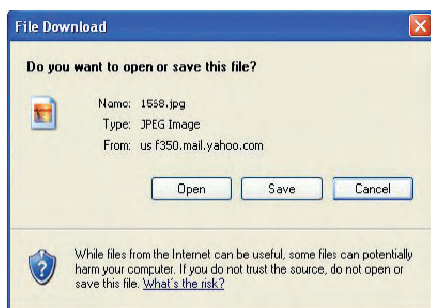 File Download
Do you want to open or save this file?
Name: 1568.jpg
Type: JPEG Image
From: us f350.mail.yahoo.com
Open Save Cancel
While files from the Internet can be useful, some files can potentially
harm your computer. If you do not trust the source, do not open or
save this file. What's the risk?